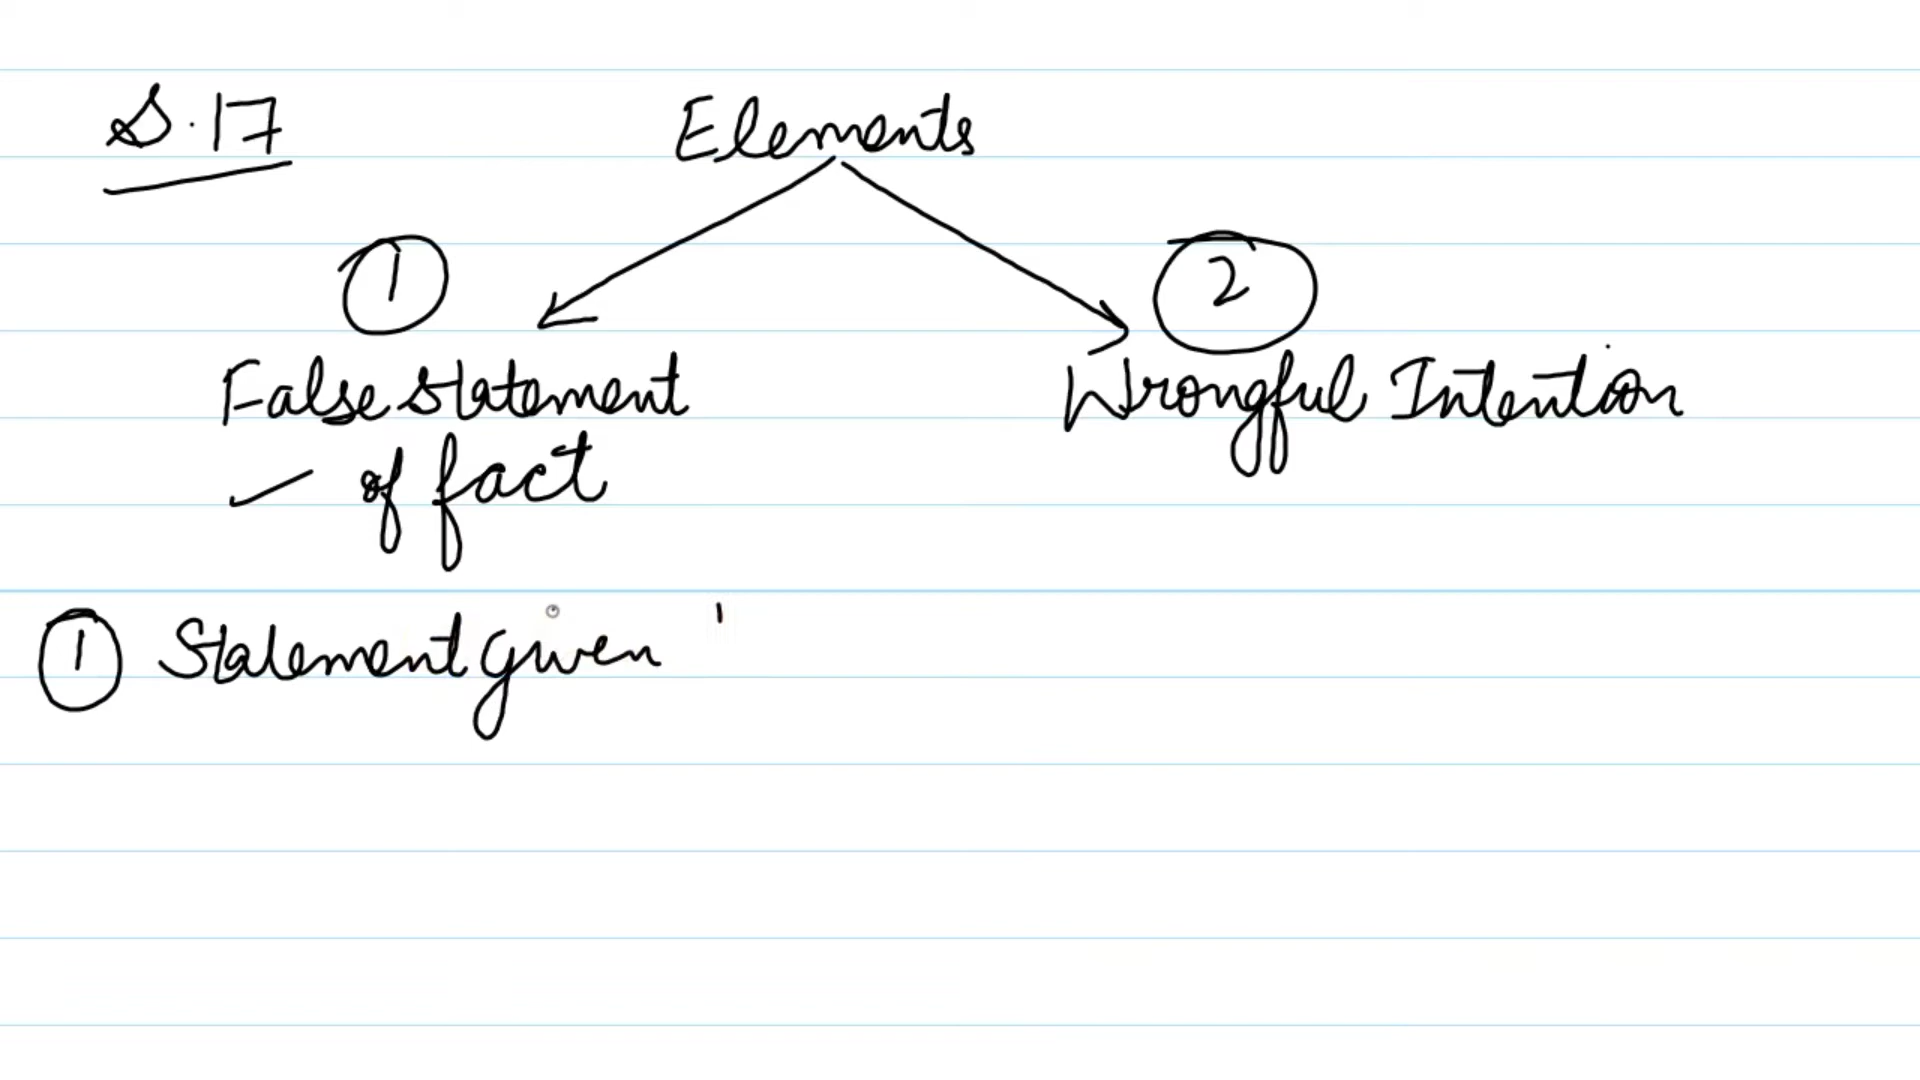 S.17
Elements
1
2
False statement
of fact
Wrongful Intention
1 Statement given